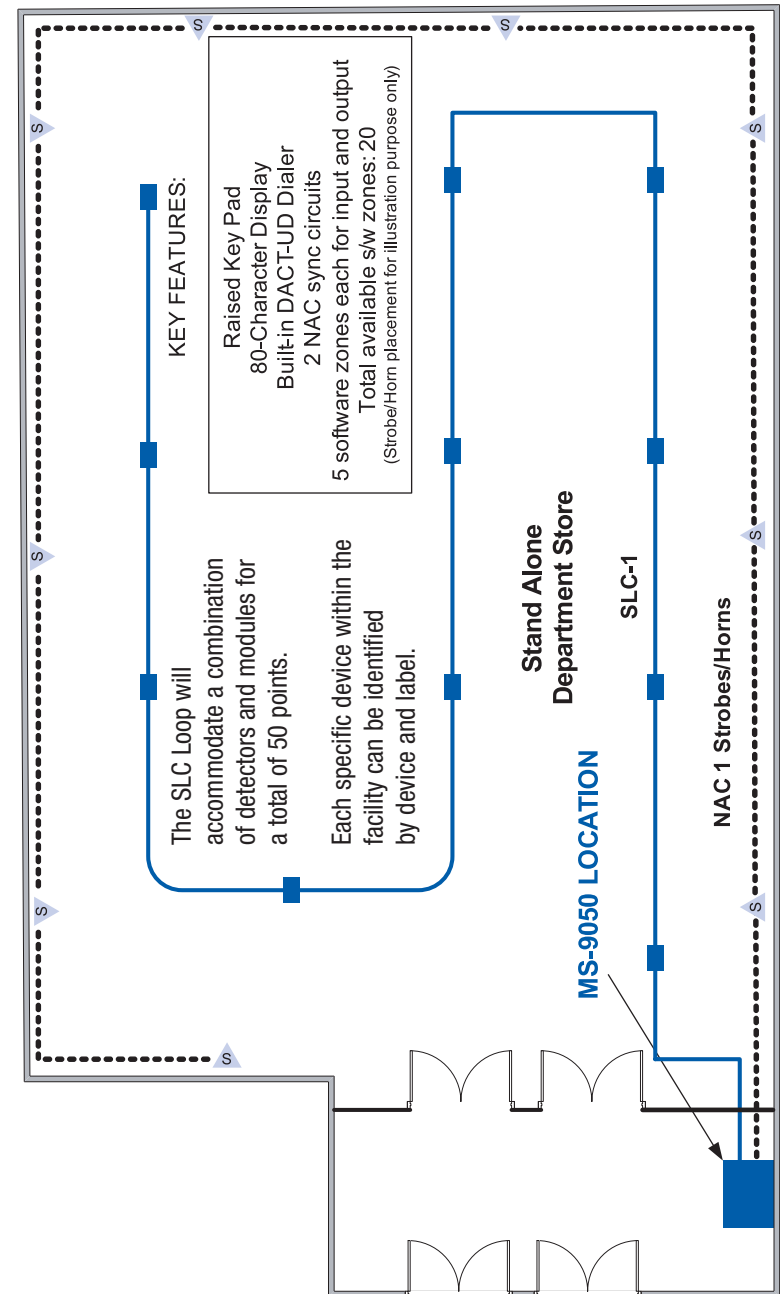 KEY FEATURES:
Raised Key Pad
80-Character Display
Built-in DACT-UD Dialer
2 NAC sync circuits
5 software zones each for input and output
Total available s/w zones: 20
(Strobe/Horn placement for illustration purpose only)
The SLC Loop will
accommodate a combination
of detectors and modules for
a total of 50 points.
Each specific device within the
facility can be identified
by device and label.
Stand Alone
Department Store
SLC-1
MS-9050 LOCATION
NAC 1 Strobes/Horns
S
S
S
S
S
S
S
S
S